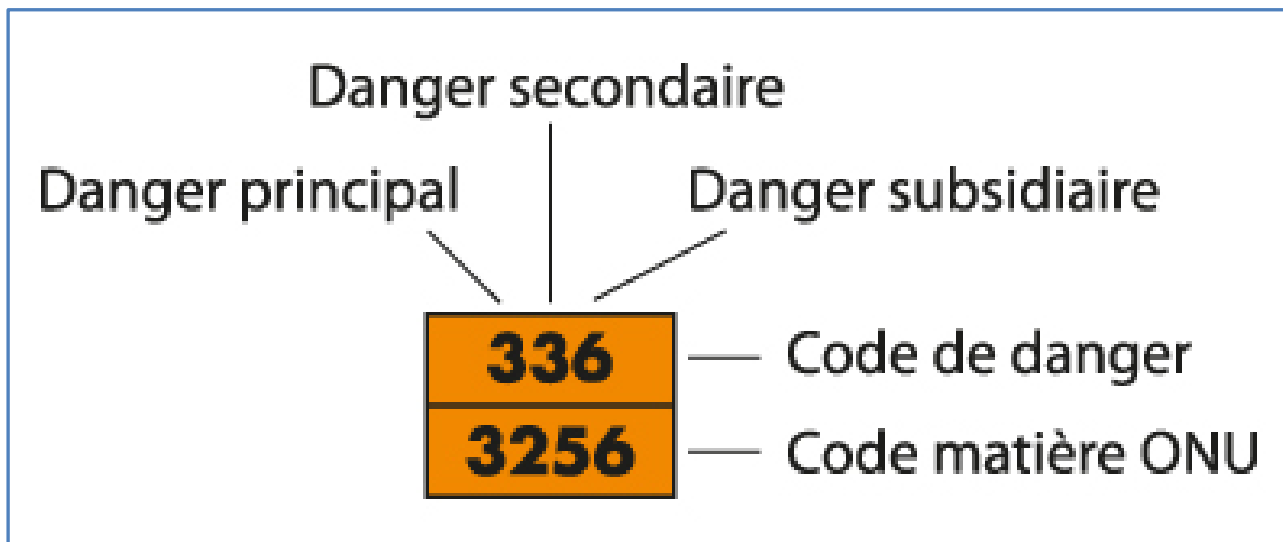 Danger secondaire
Danger principal
Danger subsidiaire
336
Code de danger
3256
Code matière ONU